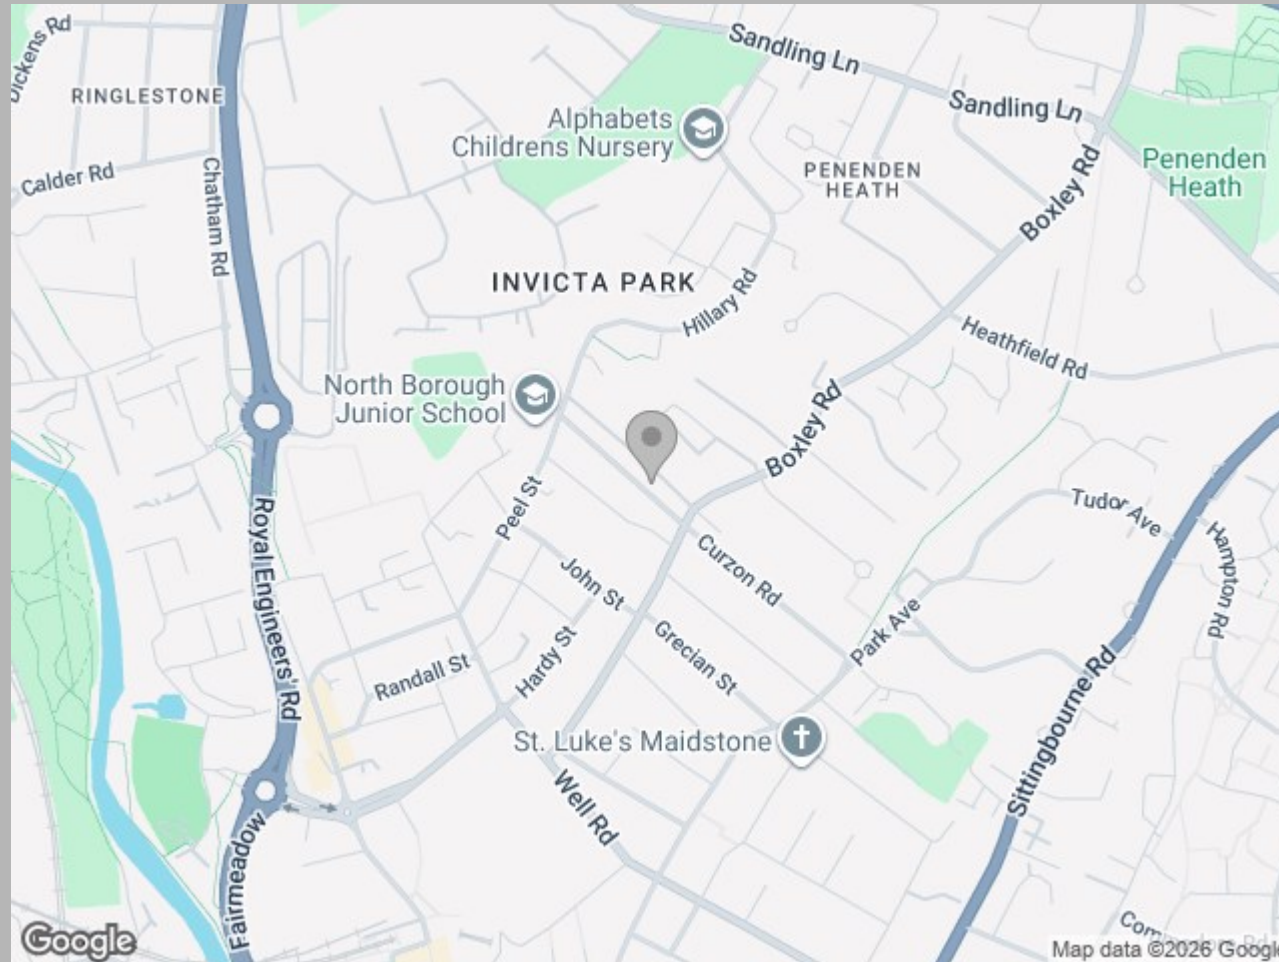 Dickens Rd
Sandling Ln
RINGLESTONE
Sandling Ln
Alphabets
Childrens Nursery
PENENDEN
HEATH
Penenden
Heath
Calder Rd
Chatham Rd
Boxley Rd
INVICTA PARK
Hillary Rd
Heathfield Rd
North Borough
Junior School
Boxley Rd
Peel St
Tudor Ave
Hampton Rd
Royal Engineers' Rd
Curzon Rd
John St
Park Ave
Grecian St
Hardy St
Randall St
Sittingbourne Rd
St. Luke's Maidstone
Well Rd
Fairmeadow
Google
Map data ©2026 Google